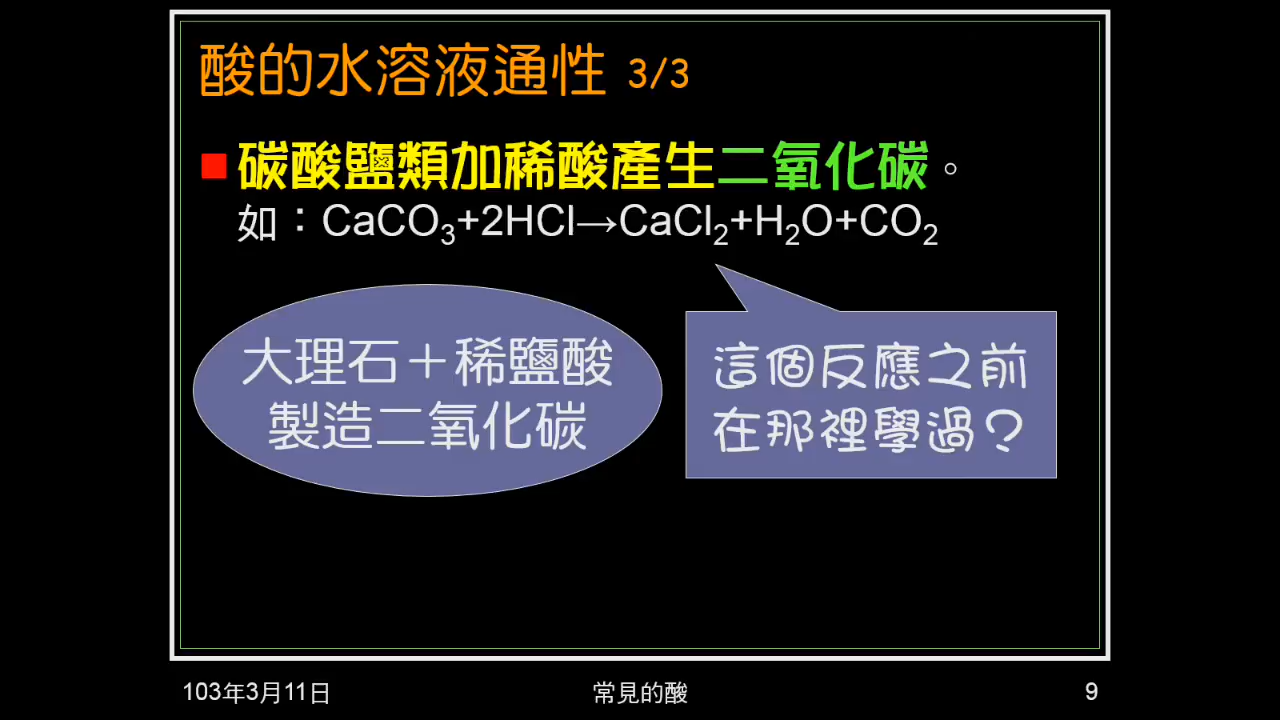 酸的水溶液通性 3/3
碳酸鹽類加稀酸產生二氧化碳。
如：CaCO₃+2HCl→CaCl₂+H₂O+CO₂
大理石＋稀鹽酸
製造二氧化碳
這個反應之前
在那裡學過？
103年3月11日
常見的酸
9